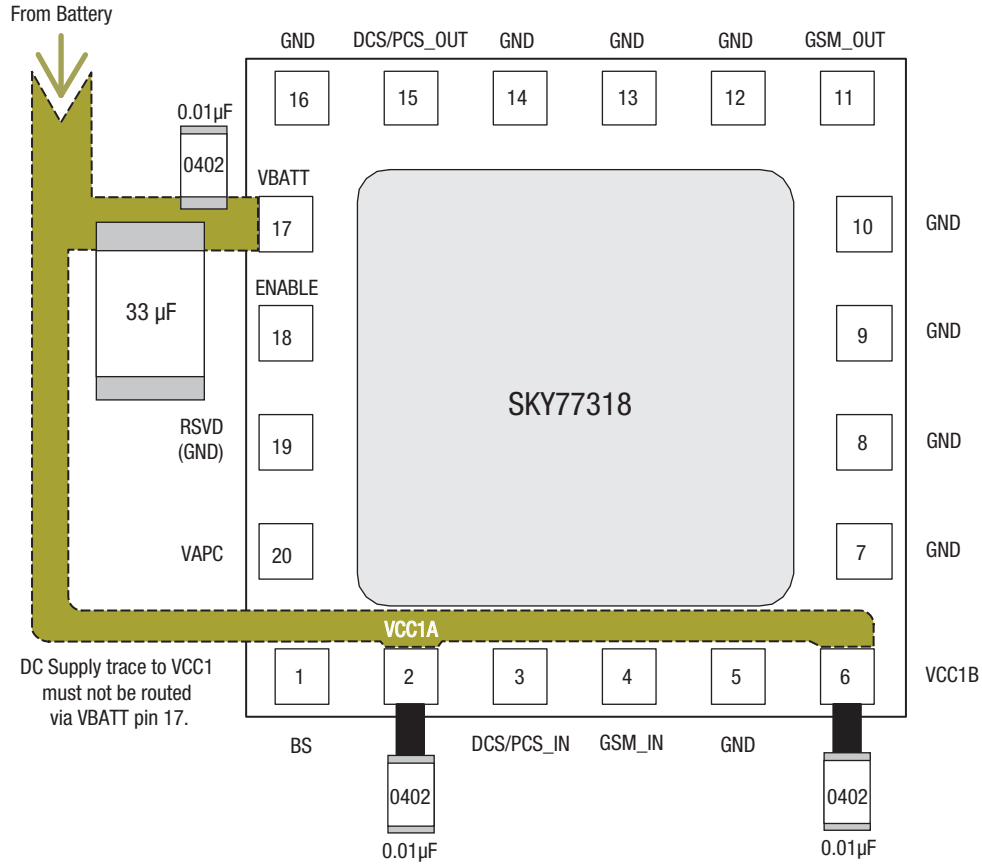 From Battery
GND DCS/PCS_OUT GND GND GND GSM_OUT
16 15 14 13 12 11
0.01µF
0402
VBATT
17
10 GND
33 µF
ENABLE
18
9 GND
SKY77318
RSVD
(GND)
19
8 GND
VAPC 20
7 GND
VCC1A
DC Supply trace to VCC1
must not be routed
via VBATT pin 17.
1 2 3 4 5 6 VCC1B
BS DCS/PCS_IN GSM_IN GND
0402 0402
0.01µF 0.01µF